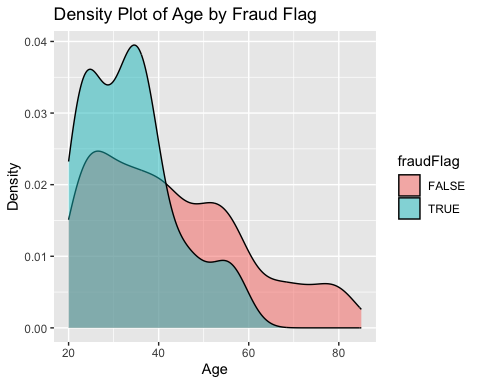 Density Plot of Age by Fraud Flag
0.04
0.03
0.02
0.01
0.00
Density
20 40 60 80
Age
fraudFlag
FALSE
TRUE